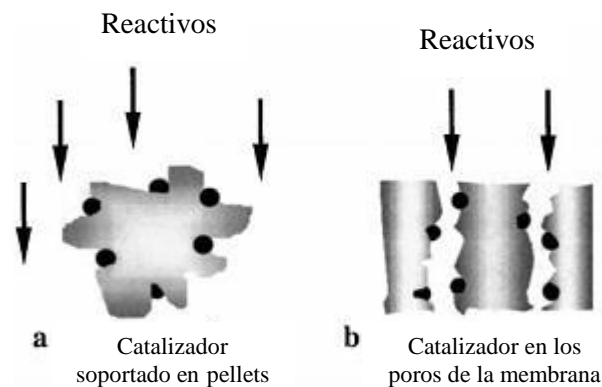 Reactivos
Reactivos
a
Catalizador
soportado en pellets
b
Catalizador en los
poros de la membrana